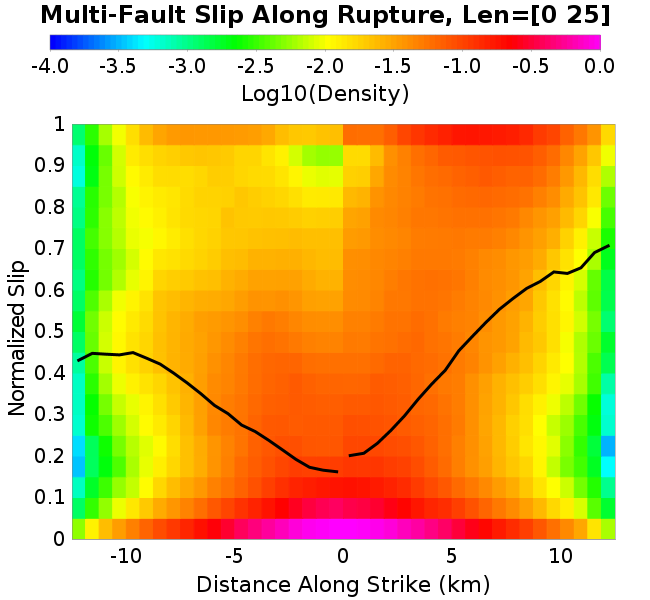 Multi-Fault Slip Along Rupture, Len=[0 25]
-4.0 -3.5 -3.0 -2.5 -2.0 -1.5 -1.0 -0.5 0.0
Log10(Density)
Normalized Slip
1
0.9
0.8
0.7
0.6
0.5
0.4
0.3
0.2
0.1
0
-10 -5 0 5 10
Distance Along Strike (km)